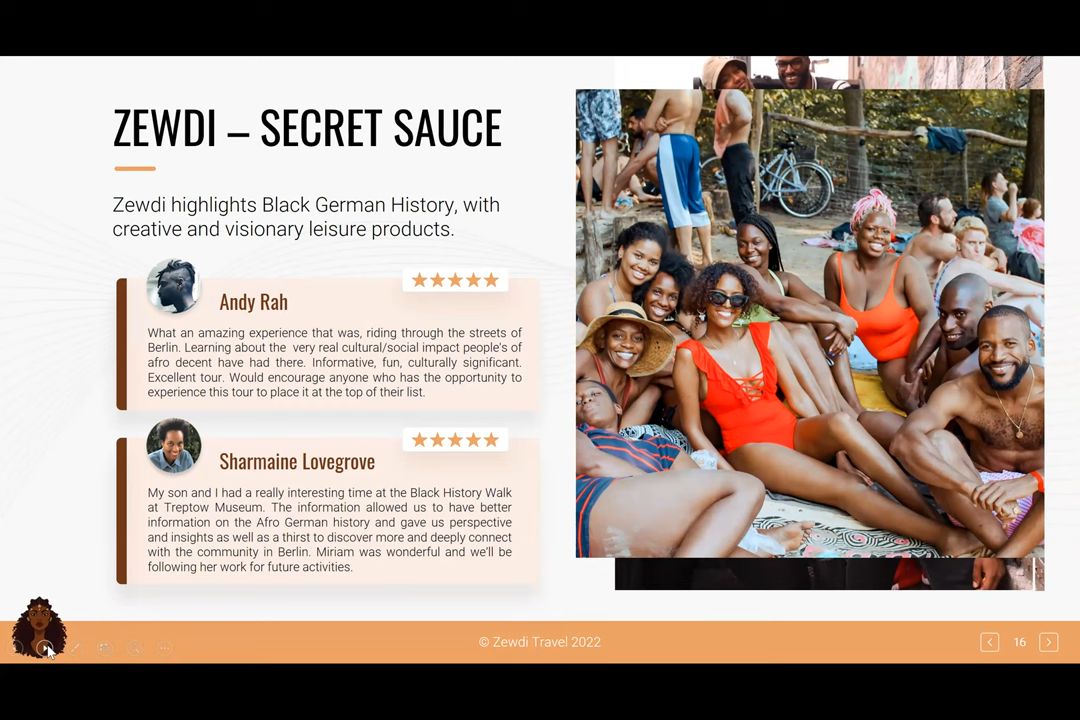 ZEWDI – SECRET SAUCE
Zewdi highlights Black German History, with
creative and visionary leisure products.
Andy Rah
What an amazing experience that was, riding through the streets of
Berlin. Learning about the very real cultural/social impact people's of
afro decent have had there. Informative, fun, culturally significant.
Excellent tour. Would encourage anyone who has the opportunity to
experience this tour to place it at the top of their list.
Sharmaine Lovegrove
My son and I had a really interesting time at the Black History Walk
at Treptow Museum. The information allowed us to have better
information on the Afro German history and gave us perspective
and insights as well as a thirst to discover more and deeply connect
with the community in Berlin. Miriam was wonderful and we'll be
following her work for future activities.
© Zewdi Travel 2022
16